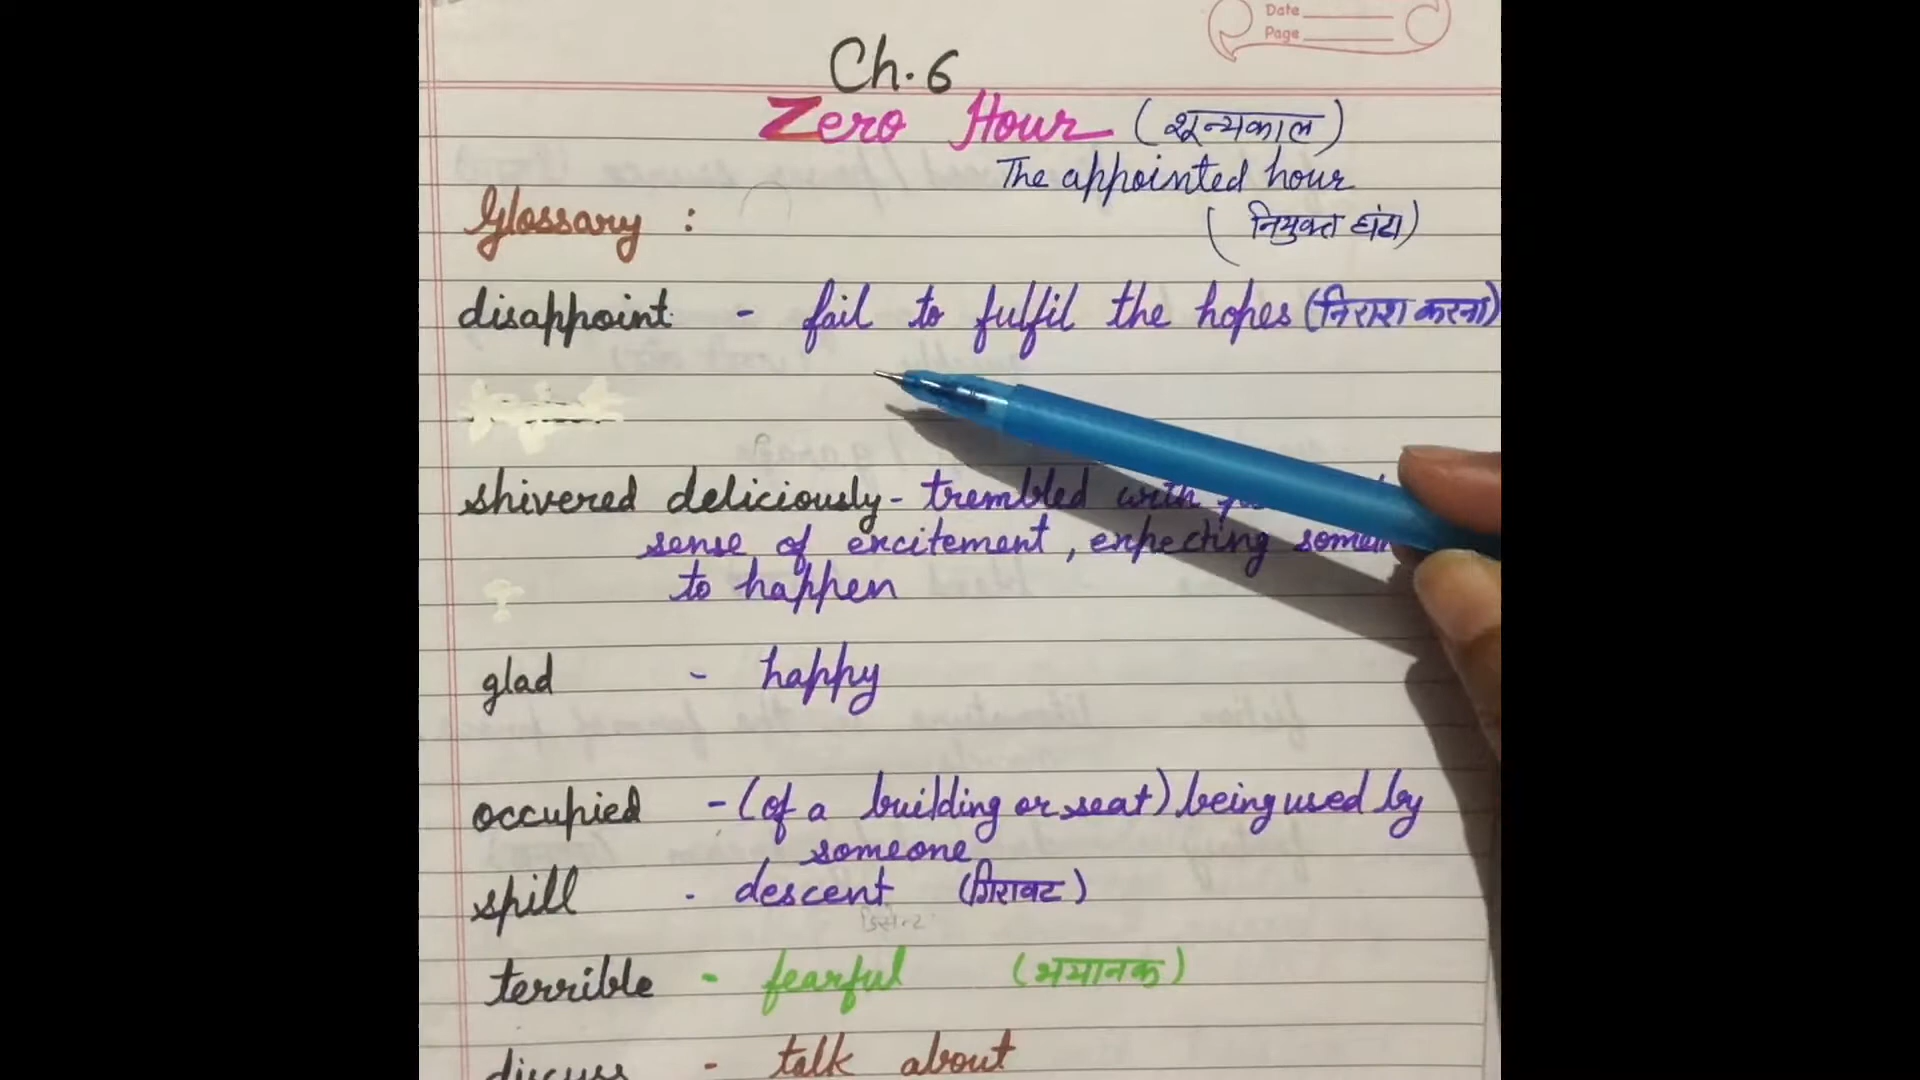 Date
Page
Ch. 6
Zero Hour (शून्यकाल)
The appointed hour
(नियुक्त घंटा)
Glossary :
disappoint - fail to fulfil the hopes (निराश करना)
shivered deliciously - trembled with
sense of excitement, expecting
to happen
glad - happy
occupied - (of a building or seat) being used by
someone
spill - descent (गिरावट)
डिसेन्ट
terrible - fearful (भयानक)
discuss - talk about